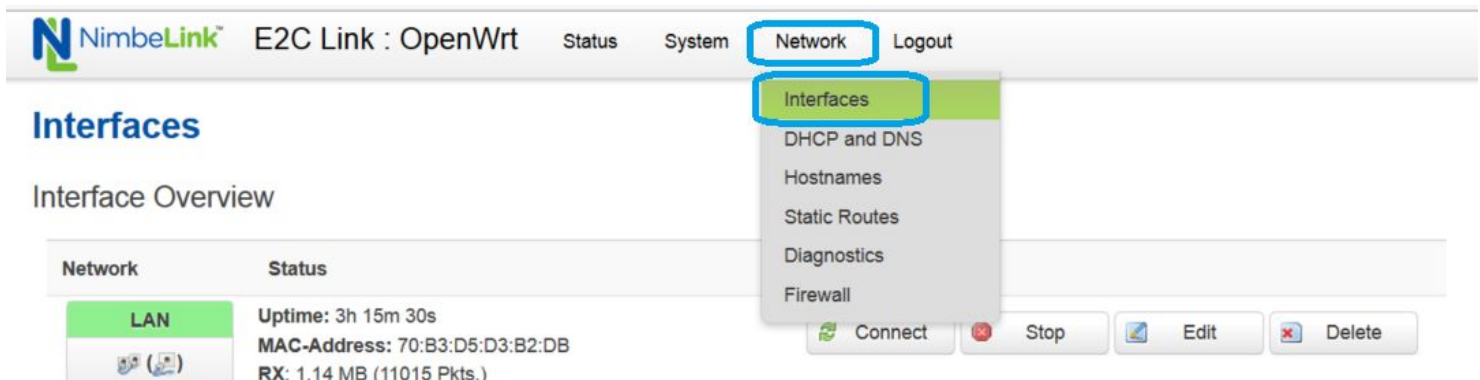 NimbeLink™ E2C Link : OpenWrt Status System Network Logout
Interfaces
DHCP and DNS
Hostnames
Static Routes
Diagnostics
Firewall
Interfaces
Interface Overview
Network Status
LAN
Uptime: 3h 15m 30s
MAC-Address: 70:B3:D5:D3:B2:DB
RX: 1.14 MB (11015 Pkts.)
Connect Stop Edit Delete